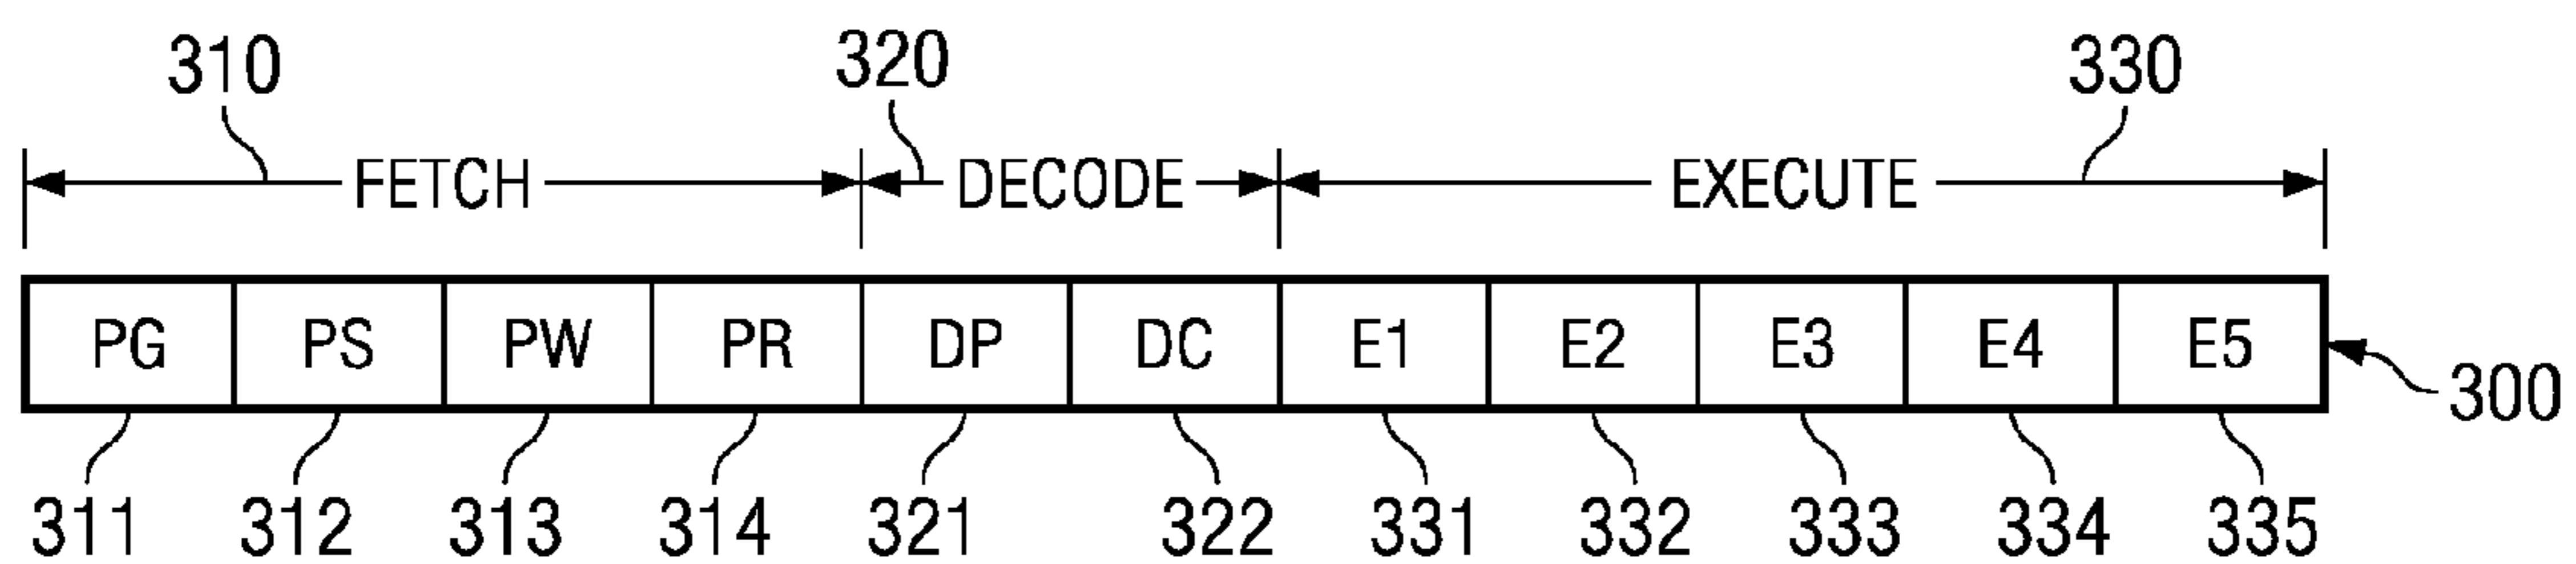 310 320 330
FETCH DECODE EXECUTE
PG PS PW PR DP DC E1 E2 E3 E4 E5
300
311 312 313 314 321 322 331 332 333 334 335